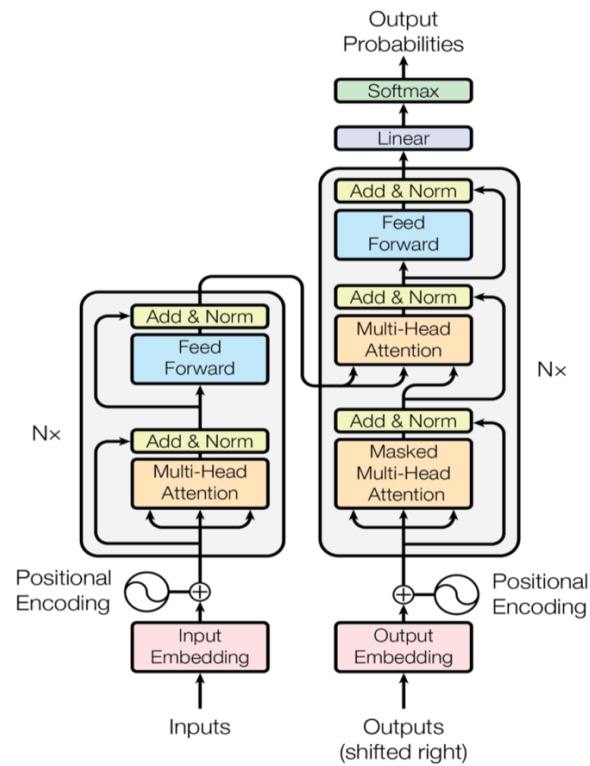 Output
Probabilities
Softmax
Linear
Add & Norm
Feed
Forward
Add & Norm
Multi-Head
Attention
Add & Norm
Masked
Multi-Head
Attention
Nx
Add & Norm
Feed
Forward
Add & Norm
Multi-Head
Attention
Nx
Positional
Encoding
Positional
Encoding
Input
Embedding
Output
Embedding
Inputs
Outputs
(shifted right)